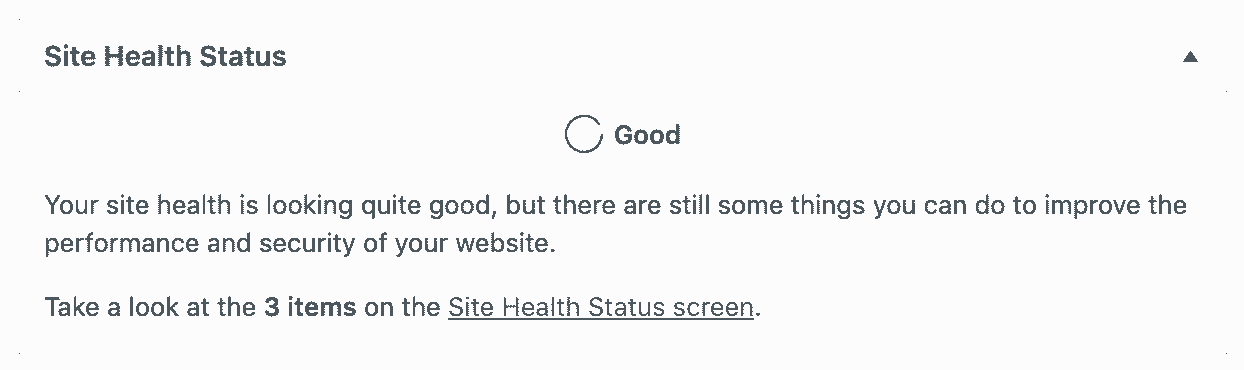 Site Health Status
Good
Your site health is looking quite good, but there are still some things you can do to improve the
performance and security of your website.
Take a look at the 3 items on the Site Health Status screen.